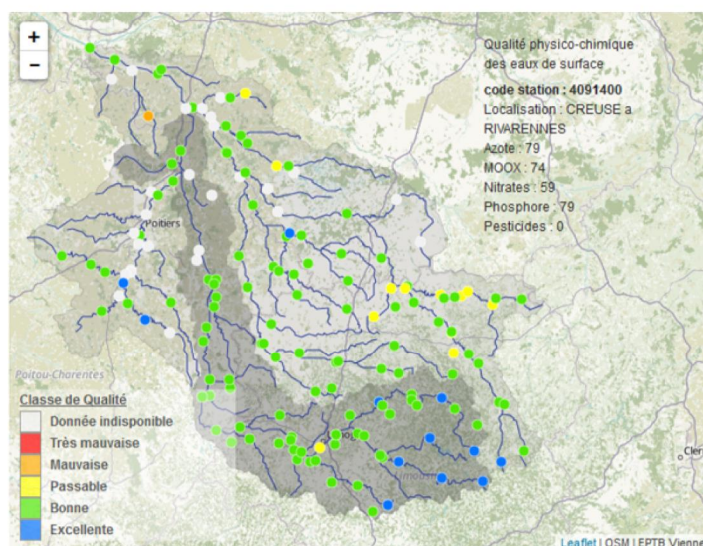 +
−
Qualité physico-chimique
des eaux de surface
code station : 4091400
Localisation : CREUSE a
RIVARENNES
Azote : 79
MOOX : 74
Nitrates : 59
Phosphore : 79
Pesticides : 0
Poitiers
Poitou-Charentes
Classe de Qualité
Donnée indisponible
Très mauvaise
Mauvaise
Passable
Bonne
Excellente
Cler
Leaflet | OSM | EPTB Vienne